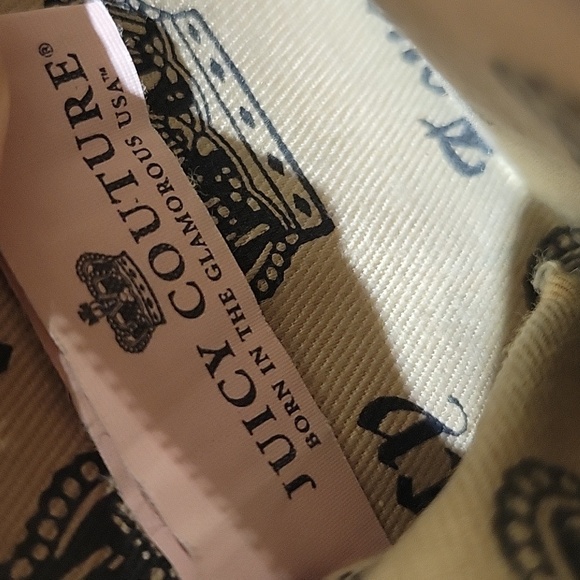 JUICY COUTURE®
BORN IN THE GLAMOROUS USA™